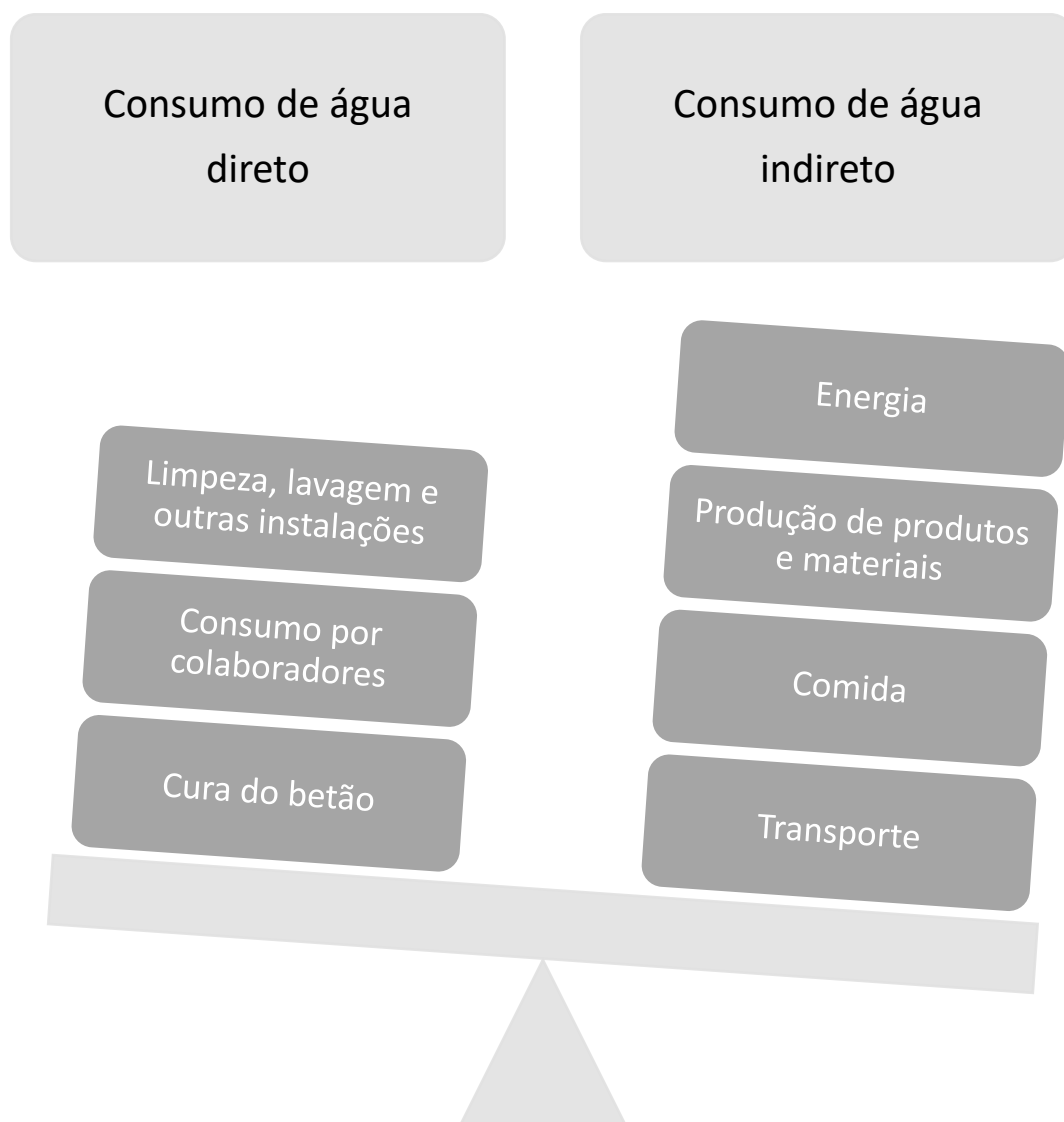 Consumo de água
direto
Consumo de água
indireto
Limpeza, lavagem e
outras instalações
Consumo por
colaboradores
Cura do betão
Energia
Produção de produtos
e materiais
Comida
Transporte